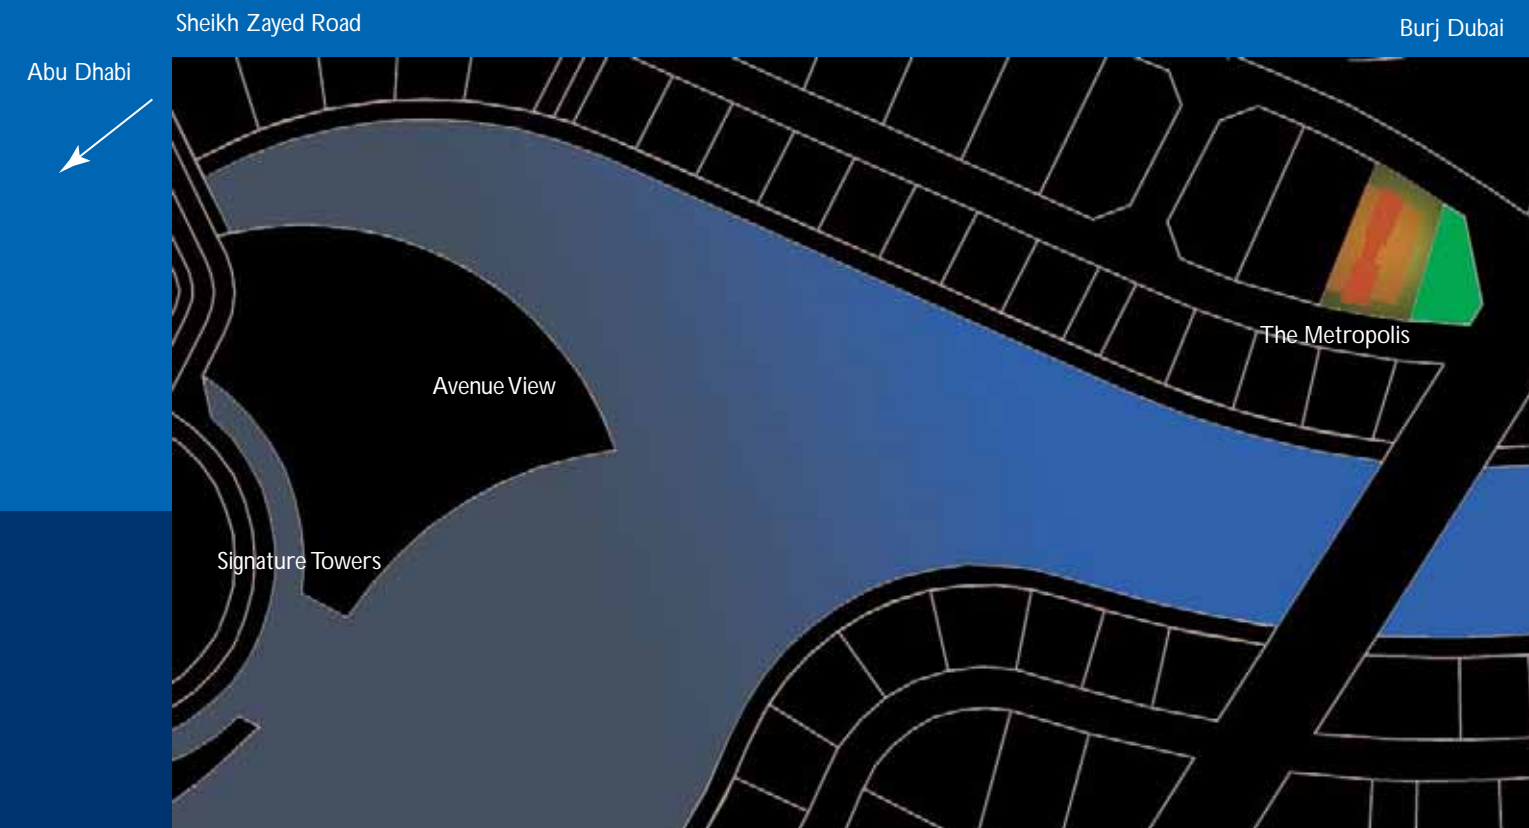 Sheikh Zayed Road
Burj Dubai
Abu Dhabi
The Metropolis
Avenue View
Signature Towers